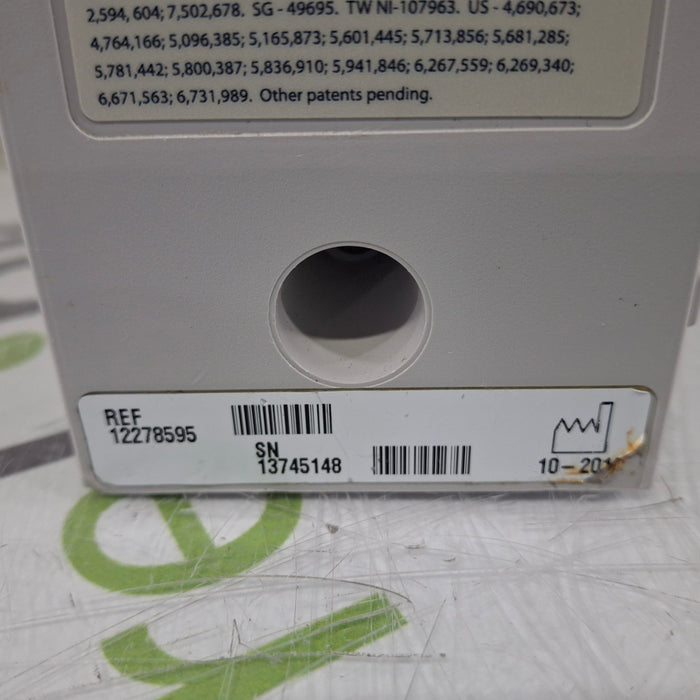 2,594, 604; 7,502,678. SG - 49695. TW NI-107963. US - 4,690,673;
4,764,166; 5,096,385; 5,165,873; 5,601,445; 5,713,856; 5,681,285;
5,781,442; 5,800,387; 5,836,910; 5,941,846; 6,267,559; 6,269,340;
6,671,563; 6,731,989. Other patents pending.
REF
12278595
SN
13745148
10-201